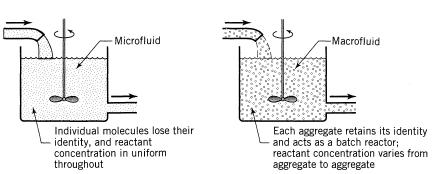 Microfluid
Individual molecules lose their
identity, and reactant
concentration in uniform
throughout
Macrofluid
Each aggregate retains its identity
and acts as a batch reactor;
reactant concentration varies from
aggregate to aggregate